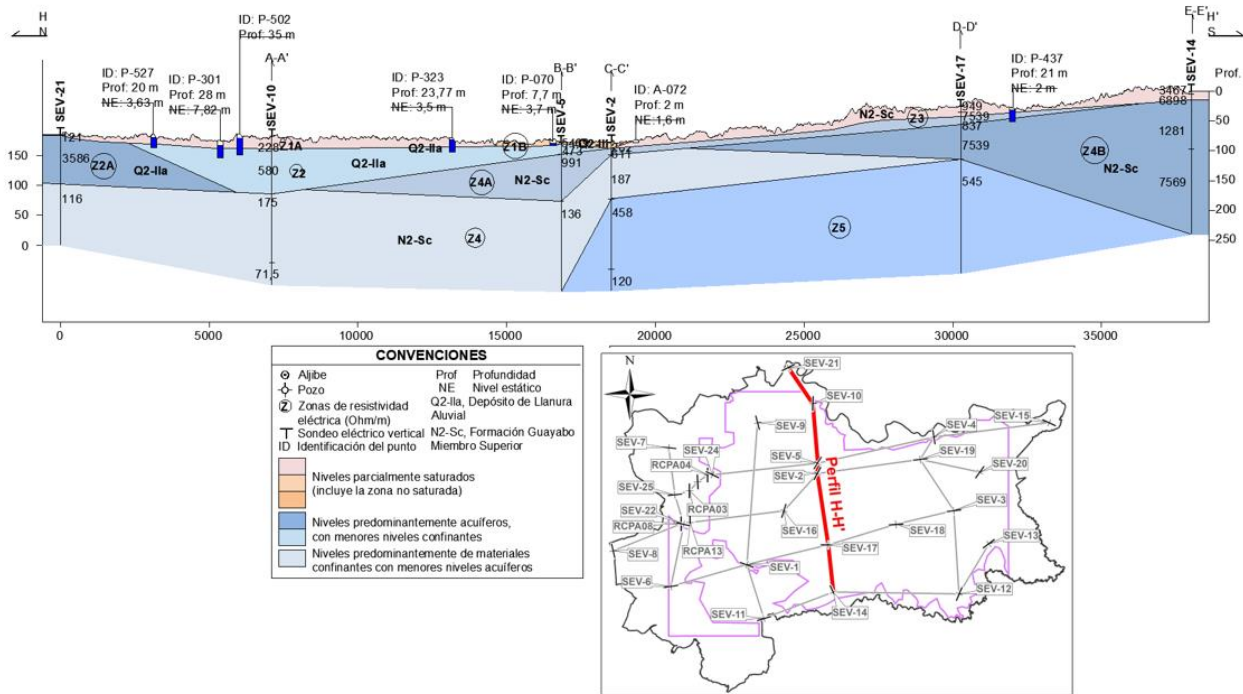 H
N
ID: P-502
Prof: 35 m
A-A'
ID: P-527
Prof: 20 m
NE: 3,63 m
ID: P-301
Prof: 28 m
NE: 7,82 m
ID: P-323
Prof: 23,77 m
NE: 3,5 m
ID: P-070
Prof: 7,7 m
NE: 3,7 m
B-B'
C-C'
ID: A-072
Prof: 2 m
NE: 1,6 m
D-D'
ID: P-437
Prof: 21 m
NE: 2 m
E-E'
H'
S
SEV-21
SEV-10
SEV-5
SEV-2
SEV-17
SEV-14
Prof.
0
-50
-100
-150
-200
-250
150
100
50
0
121
3586
116
Z2A
Q2-IIa
228
Z1A
580
Z2
175
71,5
Q2-IIa
Q2-IIa
Z1B
473
991
136
Z4A
N2-Sc
N2-Sc
Z4
Q2-III
611
187
458
120
Z5
N2-Sc
Z3
949
7539
837
7539
545
3467
6898
1281
7569
Z4B
N2-Sc
0
5000
10000
15000
20000
25000
30000
35000
CONVENCIONES
Aljibe
Pozo
Z
Zonas de resistividad
eléctrica (Ohm/m)
Sondeo eléctrico vertical
ID Identificación del punto
Prof Profundidad
NE Nivel estático
Q2-IIa, Depósito de Llanura
Aluvial
N2-Sc, Formación Guayabo
Miembro Superior
Niveles parcialmente saturados
(incluye la zona no saturada)
Niveles predominantemente acuíferos,
con menores niveles confinantes
Niveles predominantemente de materiales
confinantes con menores niveles acuíferos
N
SEV-21
SEV-10
SEV-15
SEV-9
SEV-4
SEV-7
SEV-24
SEV-5
SEV-19
RCPA04
SEV-2
SEV-20
SEV-25
Perfil H-H'
SEV-22
RCPA03
SEV-3
RCPA08
SEV-16
SEV-18
SEV-8
RCPA13
SEV-17
SEV-13
SEV-6
SEV-1
SEV-12
SEV-11
SEV-14